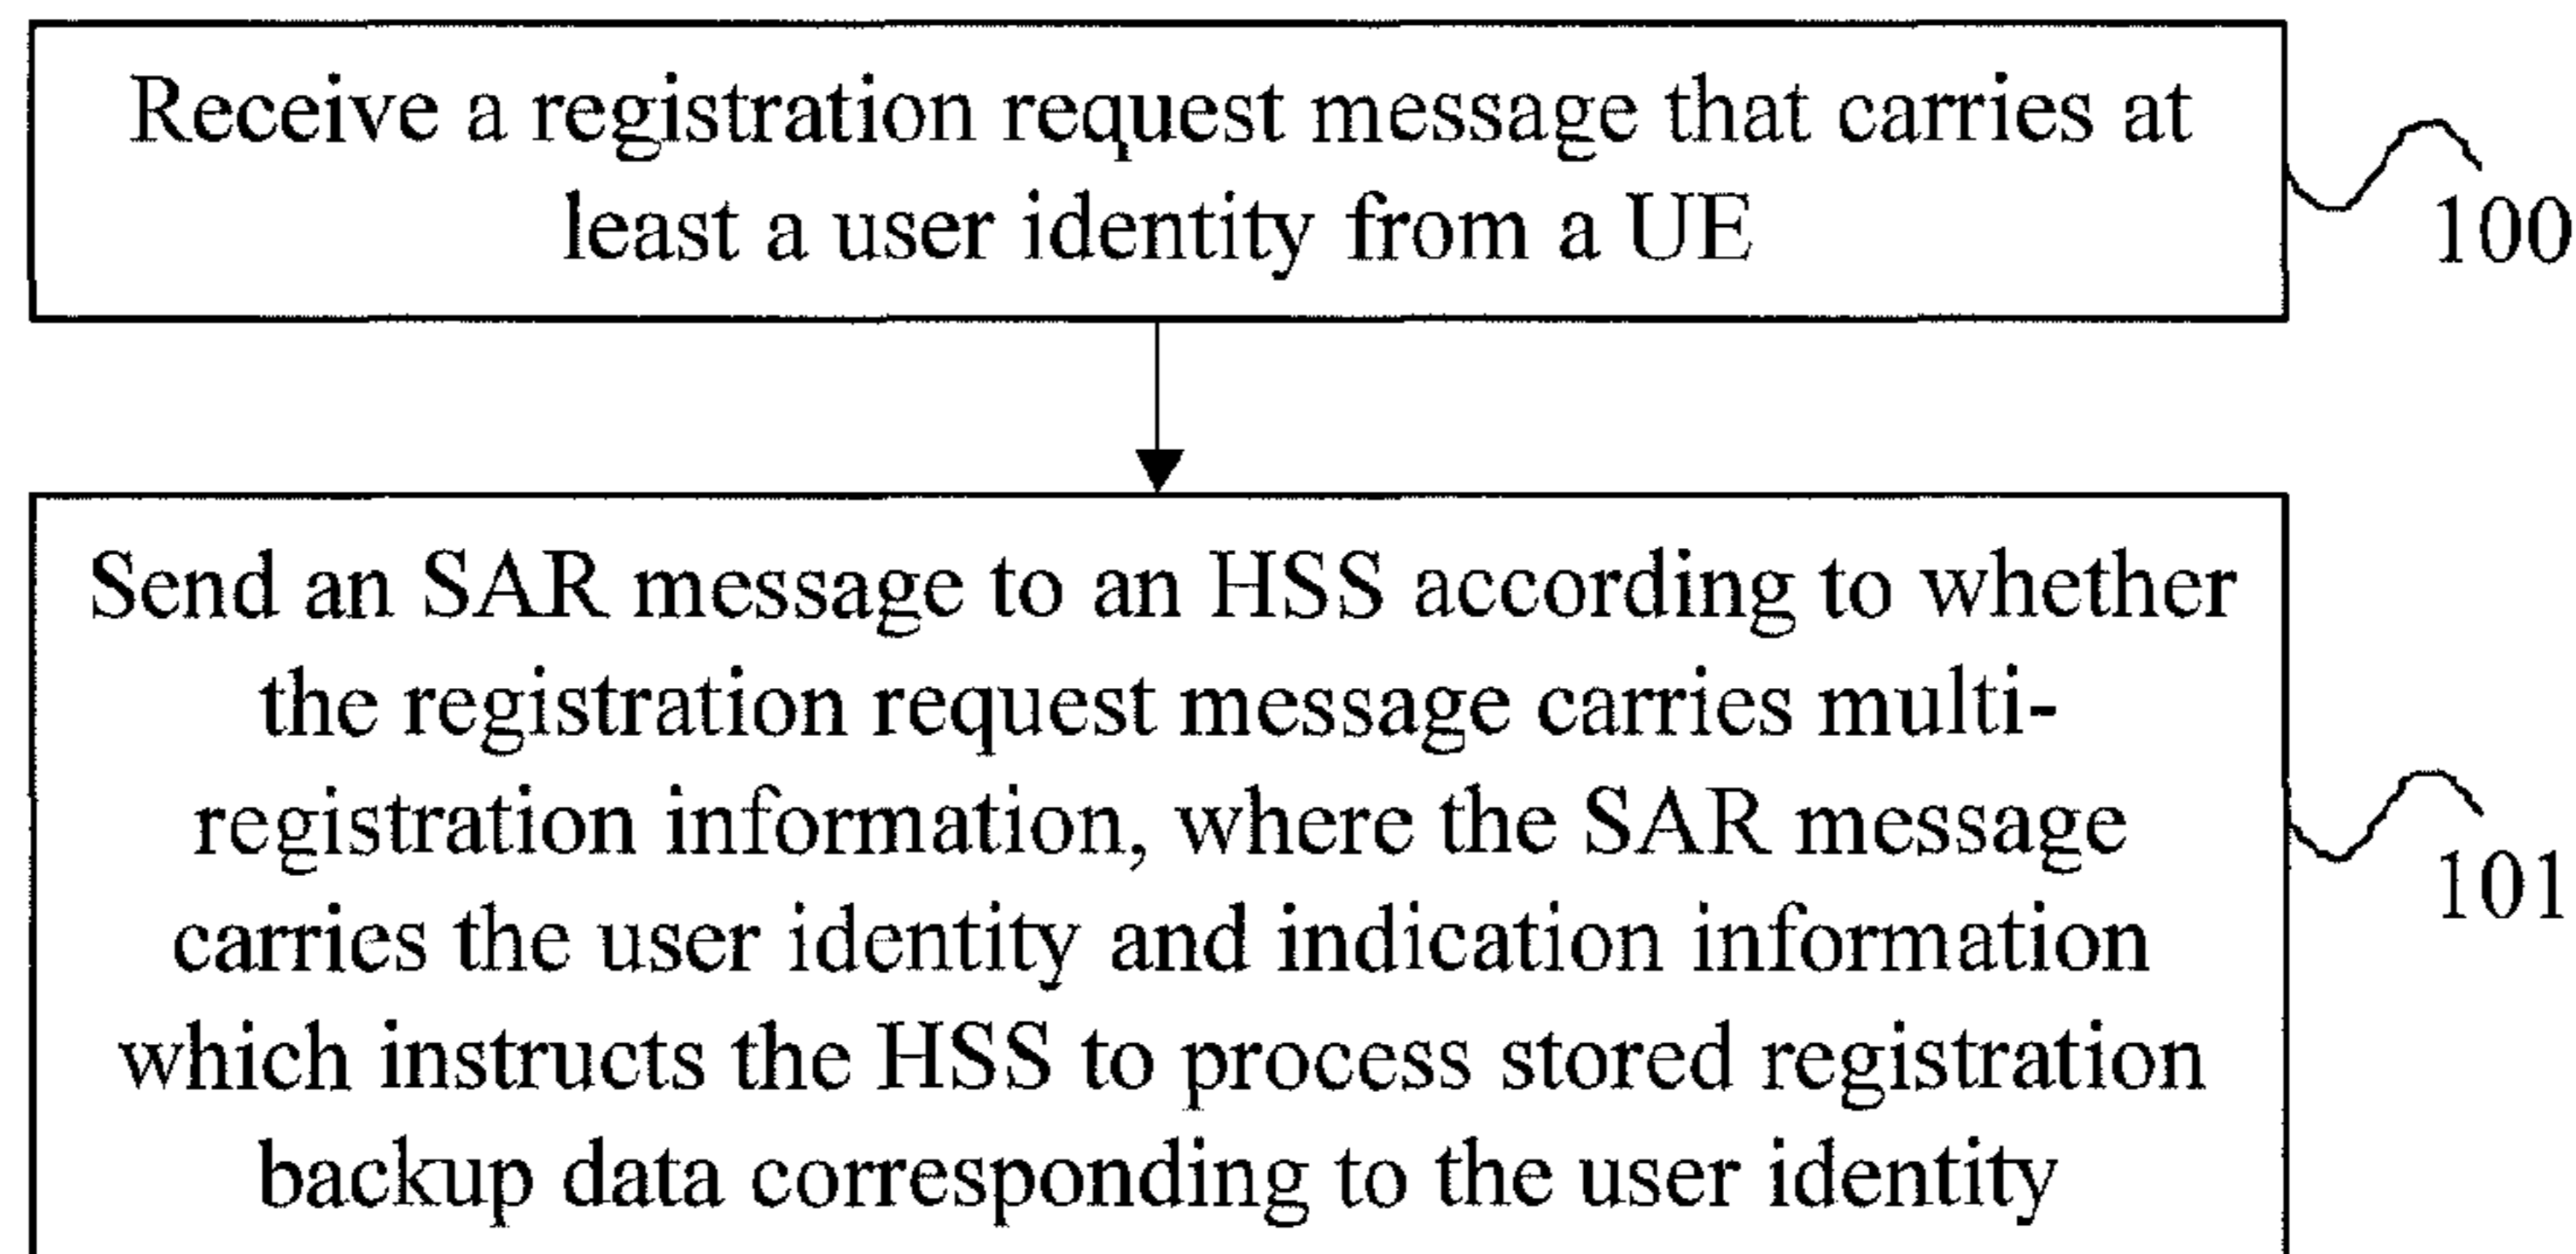 Receive a registration request message that carries at
least a user identity from a UE
100
Send an SAR message to an HSS according to whether
the registration request message carries multi-
registration information, where the SAR message
carries the user identity and indication information
which instructs the HSS to process stored registration
backup data corresponding to the user identity
101